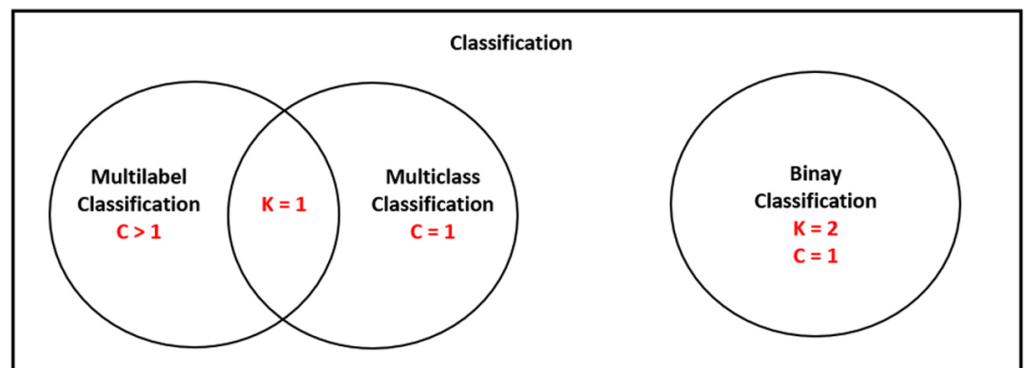 Classification
Multilabel
Classification
C > 1
K = 1
Multiclass
Classification
C = 1
Binay
Classification
K = 2
C = 1